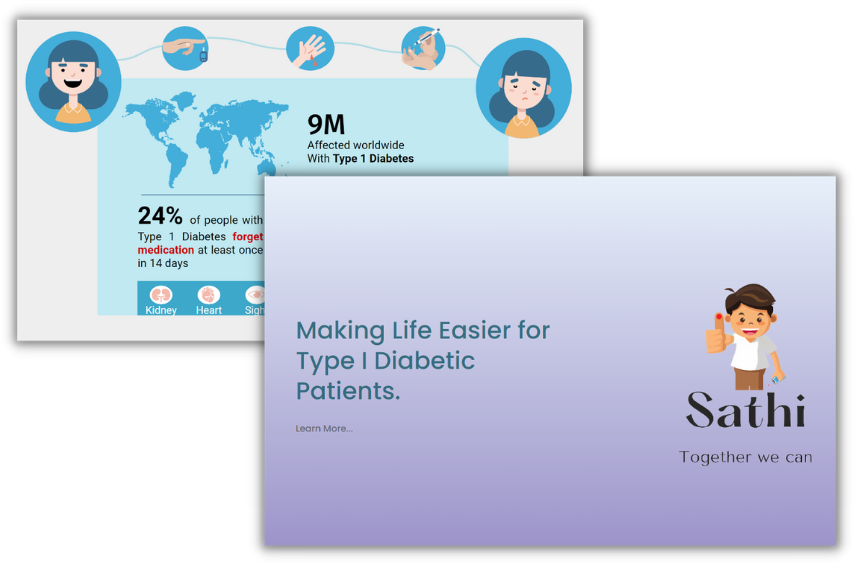 9M
Affected worldwide
With Type 1 Diabetes
24% of people with
Type 1 Diabetes forget
medication at least once
in 14 days
Kidney Heart
Making Life Easier for
Type I Diabetic
Patients.
Learn More...
Sathi
Together we can